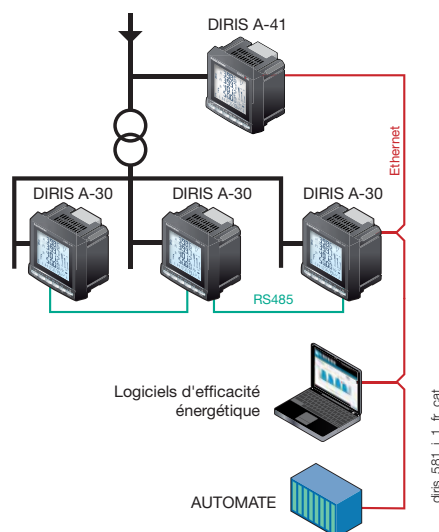 DIRIS A-41
Ethernet
DIRIS A-30
DIRIS A-30
DIRIS A-30
RS485
Logiciels d'efficacité
énergétique
AUTOMATE
diris_581_i_1_fr_cat